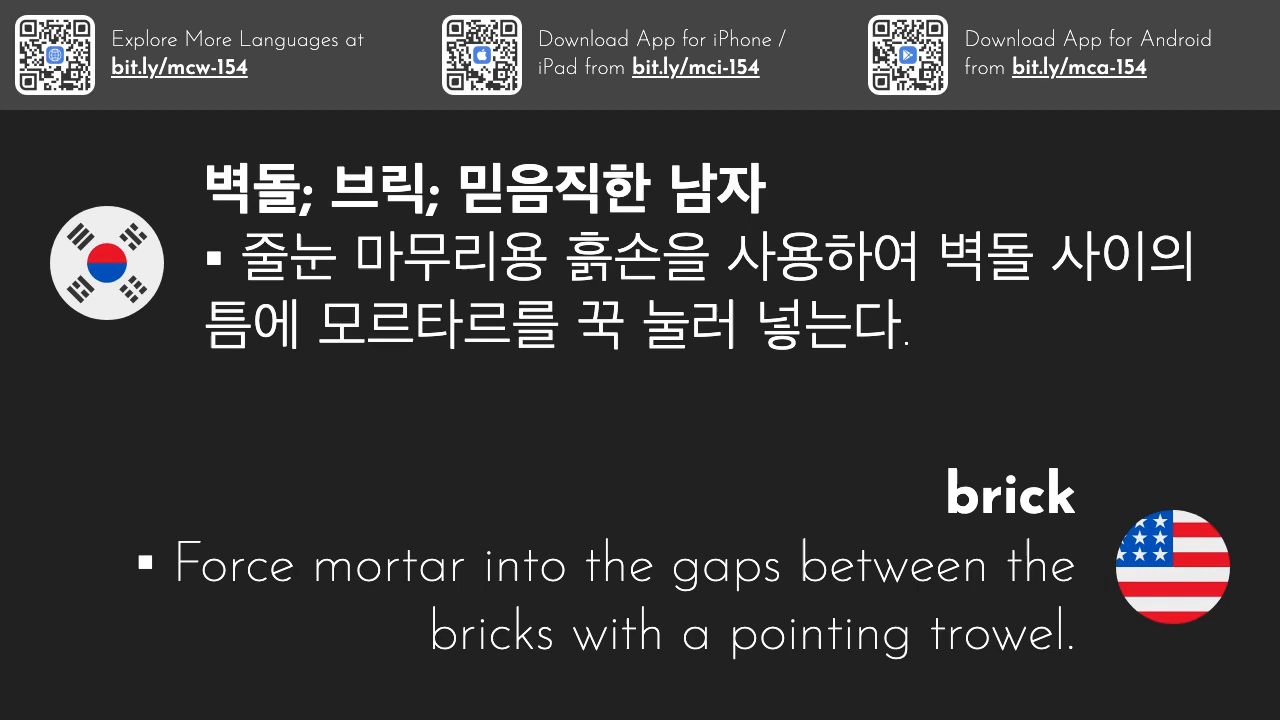 Explore More Languages at
bit.ly/mcw-154
Download App for iPhone /
iPad from bit.ly/mci-154
Download App for Android
from bit.ly/mca-154
벽돌; 브릭; 믿음직한 남자
▪ 줄눈 마무리용 흙손을 사용하여 벽돌 사이의
틈에 모르타르를 꾹 눌러 넣는다.
brick
▪ Force mortar into the gaps between the
bricks with a pointing trowel.